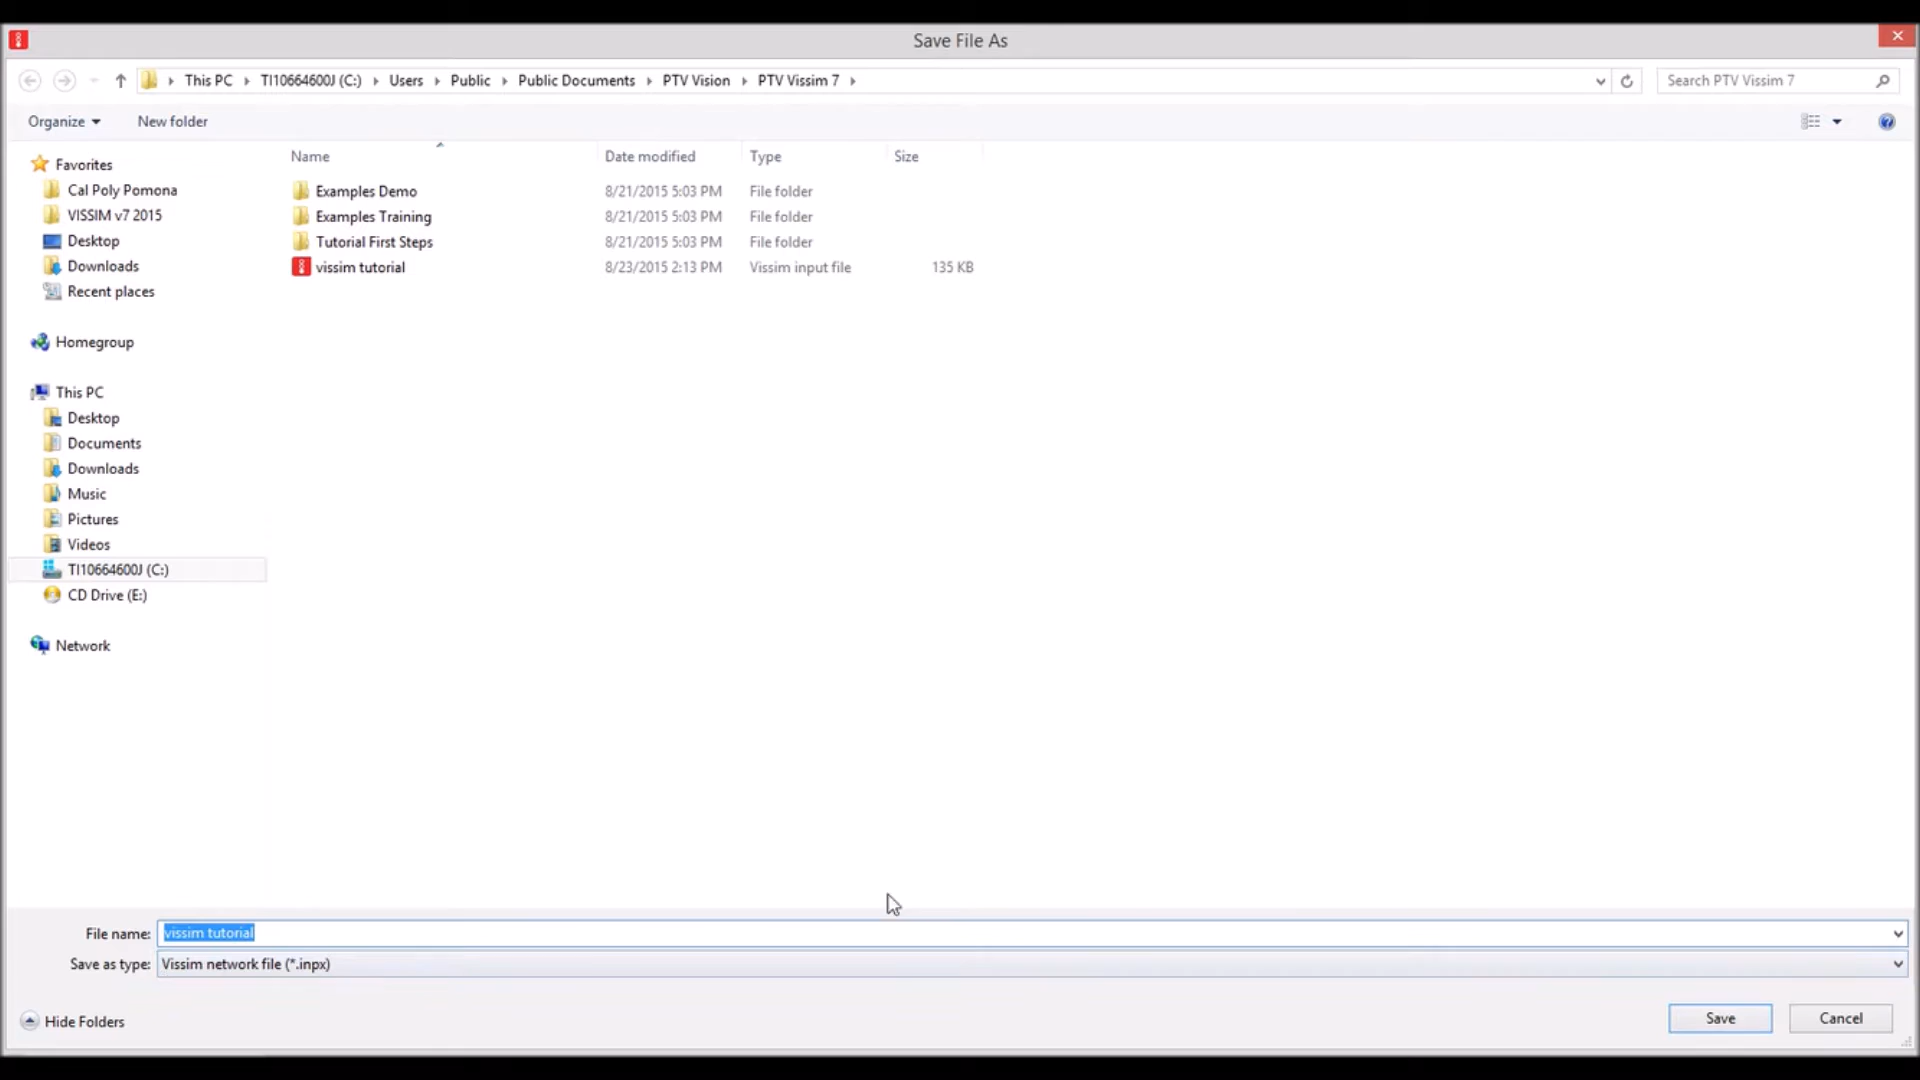 Save File As
This PC TI10664600J (C:) Users Public Public Documents PTV Vision PTV Vissim 7
Search PTV Vissim 7
Organize New folder
Name Date modified Type Size
Favorites
Cal Poly Pomona
VISSIM v7 2015
Desktop
Downloads
Recent places
Homegroup
This PC
Desktop
Documents
Downloads
Music
Pictures
Videos
TI10664600J (C:)
CD Drive (E:)
Network
Examples Demo 8/21/2015 5:03 PM File folder
Examples Training 8/21/2015 5:03 PM File folder
Tutorial First Steps 8/21/2015 5:03 PM File folder
vissim tutorial 8/23/2015 2:13 PM Vissim input file 135 KB
File name: vissim tutorial
Save as type: Vissim network file (*.inpx)
Hide Folders
Save Cancel